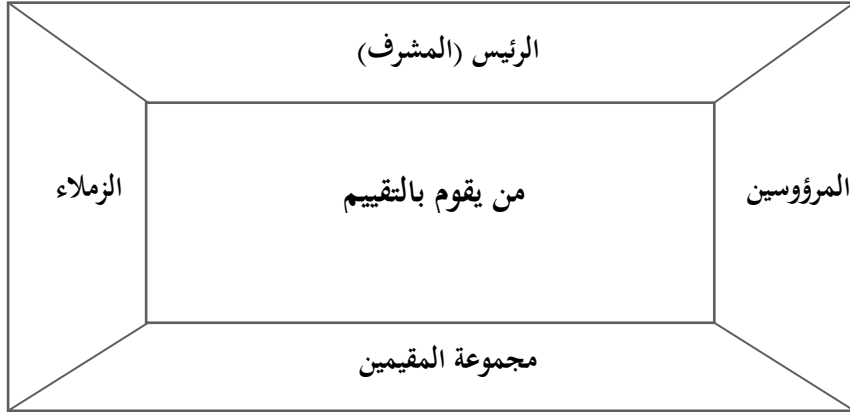 الرئيس (المشرف)
المرؤوسين
من يقوم بالتقييم
الزملاء
مجموعة المقيمين